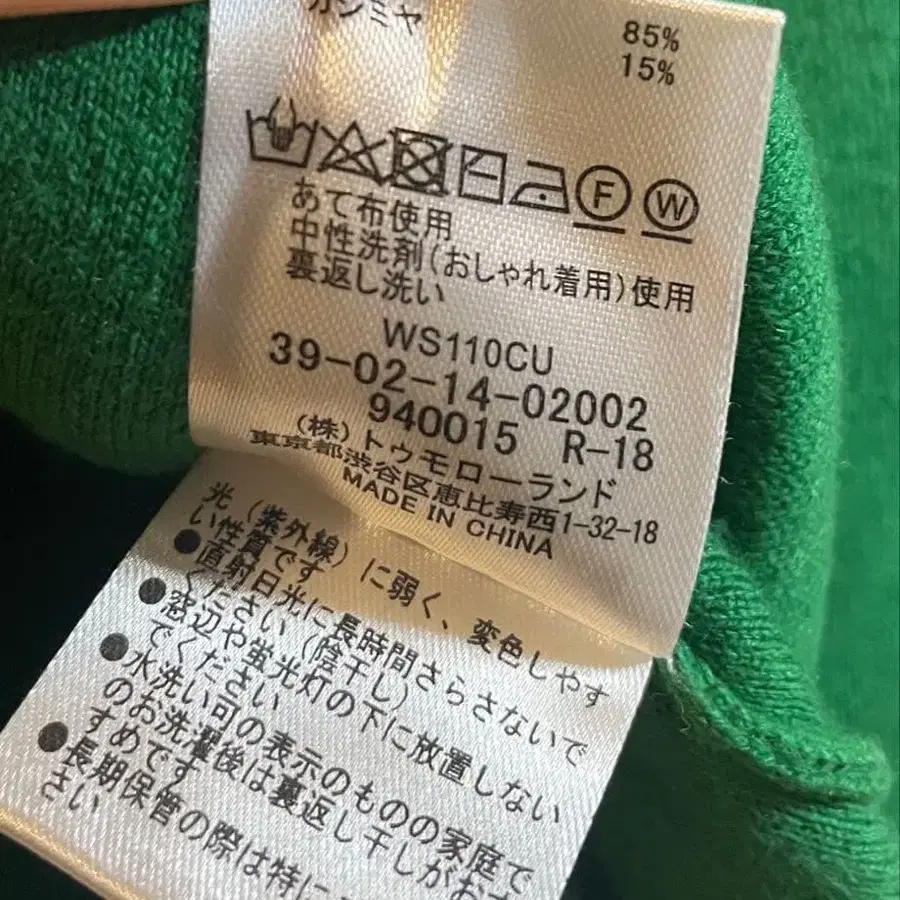 カシミヤ
85%
15%
F W
あて布使用
中性洗剤(おしゃれ着用)使用
裏返し洗い
WS110CU
39-02-14-02002
940015 R-18
(株)トゥモローランド
東京都渋谷区恵比寿西1-32-18
MADE IN CHINA
光(紫外線)に弱く、変色しやす
い性質です
●直射日光に長時間さらさないで
ください(陰干し)
●窓辺や蛍光灯の下に放置しない
でください
●水洗い可の表示のものの家庭で
のお洗濯後は裏返し干しがおす
すめです
●長期保管の際は特に
さい